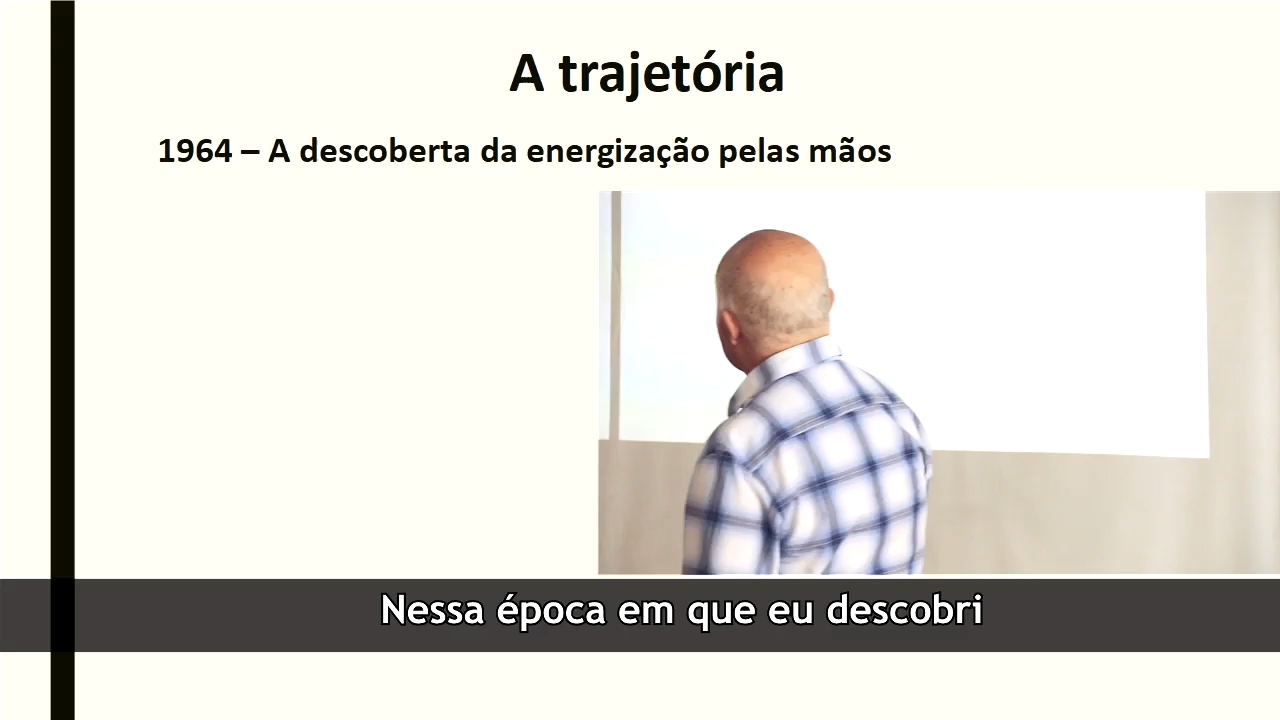 A trajetória
1964 – A descoberta da energização pelas mãos
Nessa época em que eu descobri